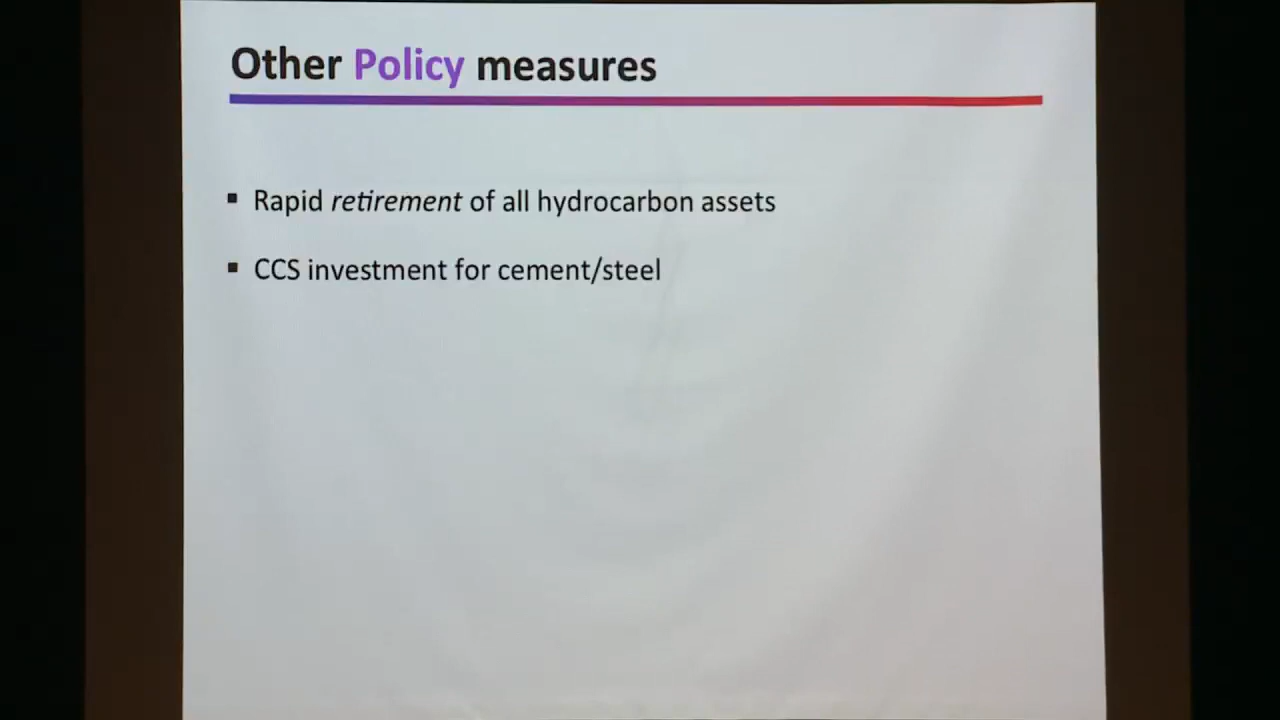 Other Policy measures
▪ Rapid retirement of all hydrocarbon assets
▪ CCS investment for cement/steel